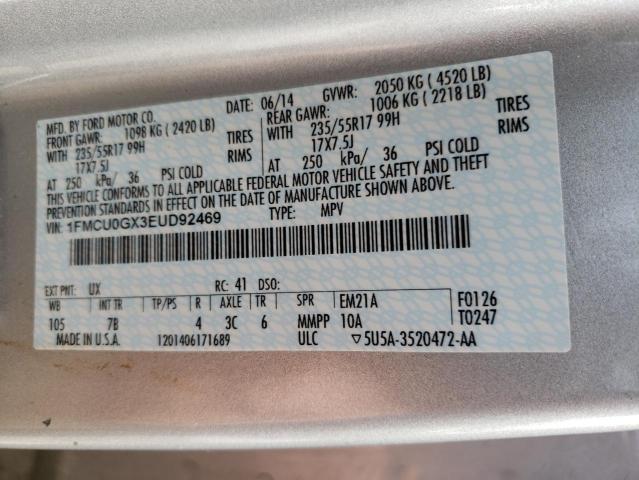 MFD. BY FORD MOTOR CO. DATE: 06/14 GVWR: 2050 KG ( 4520 LB)
FRONT GAWR: 1098 KG ( 2420 LB) REAR GAWR: 1006 KG ( 2218 LB)
WITH 235/55R17 99H TIRES WITH 235/55R17 99H TIRES
17X7.5J RIMS 17X7.5J RIMS
AT 250 kPa/ 36 PSI COLD AT 250 kPa/ 36 PSI COLD
THIS VEHICLE CONFORMS TO ALL APPLICABLE FEDERAL MOTOR VEHICLE SAFETY AND THEFT
PREVENTION STANDARDS IN EFFECT ON THE DATE OF MANUFACTURE SHOWN ABOVE.
VIN: 1FMCU0GX3EUD92469 TYPE: MPV
EXT PNT: UX RC: 41 DSO:
WB INT TR TP/PS R AXLE TR SPR EM21A F0126
105 7B 4 3C 6 MMPP 10A T0247
MADE IN U.S.A. 1201406171689 ULC ▽5U5A-3520472-AA